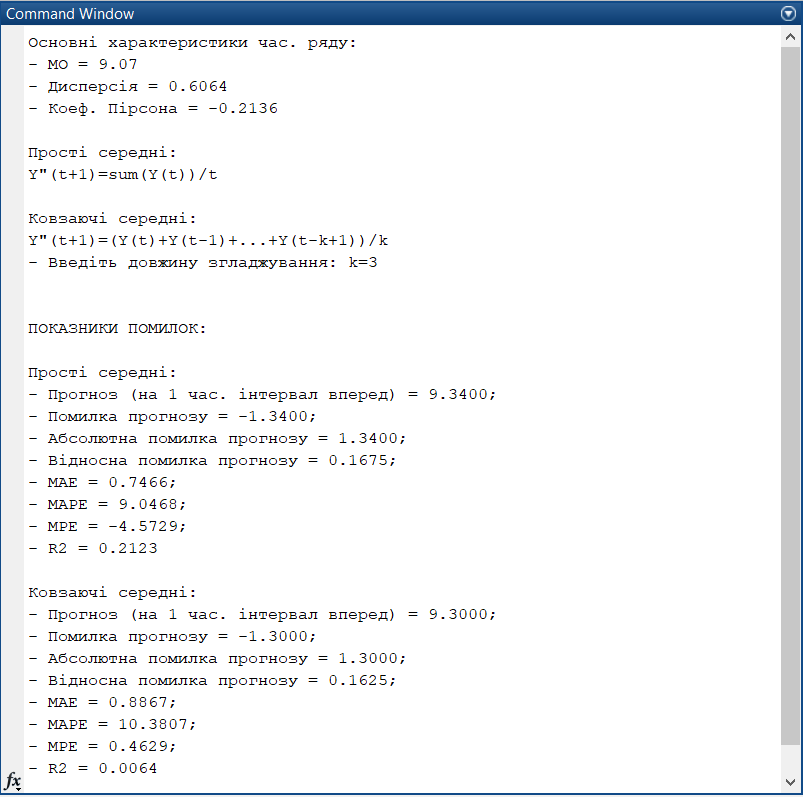 Command Window
Основні характеристики час. ряду:
- МО = 9.07
- Дисперсія = 0.6064
- Коеф. Пірсона = -0.2136
Прості середні:
Y"(t+1)=sum(Y(t))/t
Ковзаючі середні:
Y"(t+1)=(Y(t)+Y(t-1)+...+Y(t-k+1))/k
- Введіть довжину згладжування: k=3
ПОКАЗНИКИ ПОМИЛОК:
Прості середні:
- Прогноз (на 1 час. інтервал вперед) = 9.3400;
- Помилка прогнозу = -1.3400;
- Абсолютна помилка прогнозу = 1.3400;
- Відносна помилка прогнозу = 0.1675;
- MAE = 0.7466;
- MAPE = 9.0468;
- MPE = -4.5729;
- R2 = 0.2123
Ковзаючі середні:
- Прогноз (на 1 час. інтервал вперед) = 9.3000;
- Помилка прогнозу = -1.3000;
- Абсолютна помилка прогнозу = 1.3000;
- Відносна помилка прогнозу = 0.1625;
- MAE = 0.8867;
- MAPE = 10.3807;
- MPE = 0.4629;
- R2 = 0.0064
fx